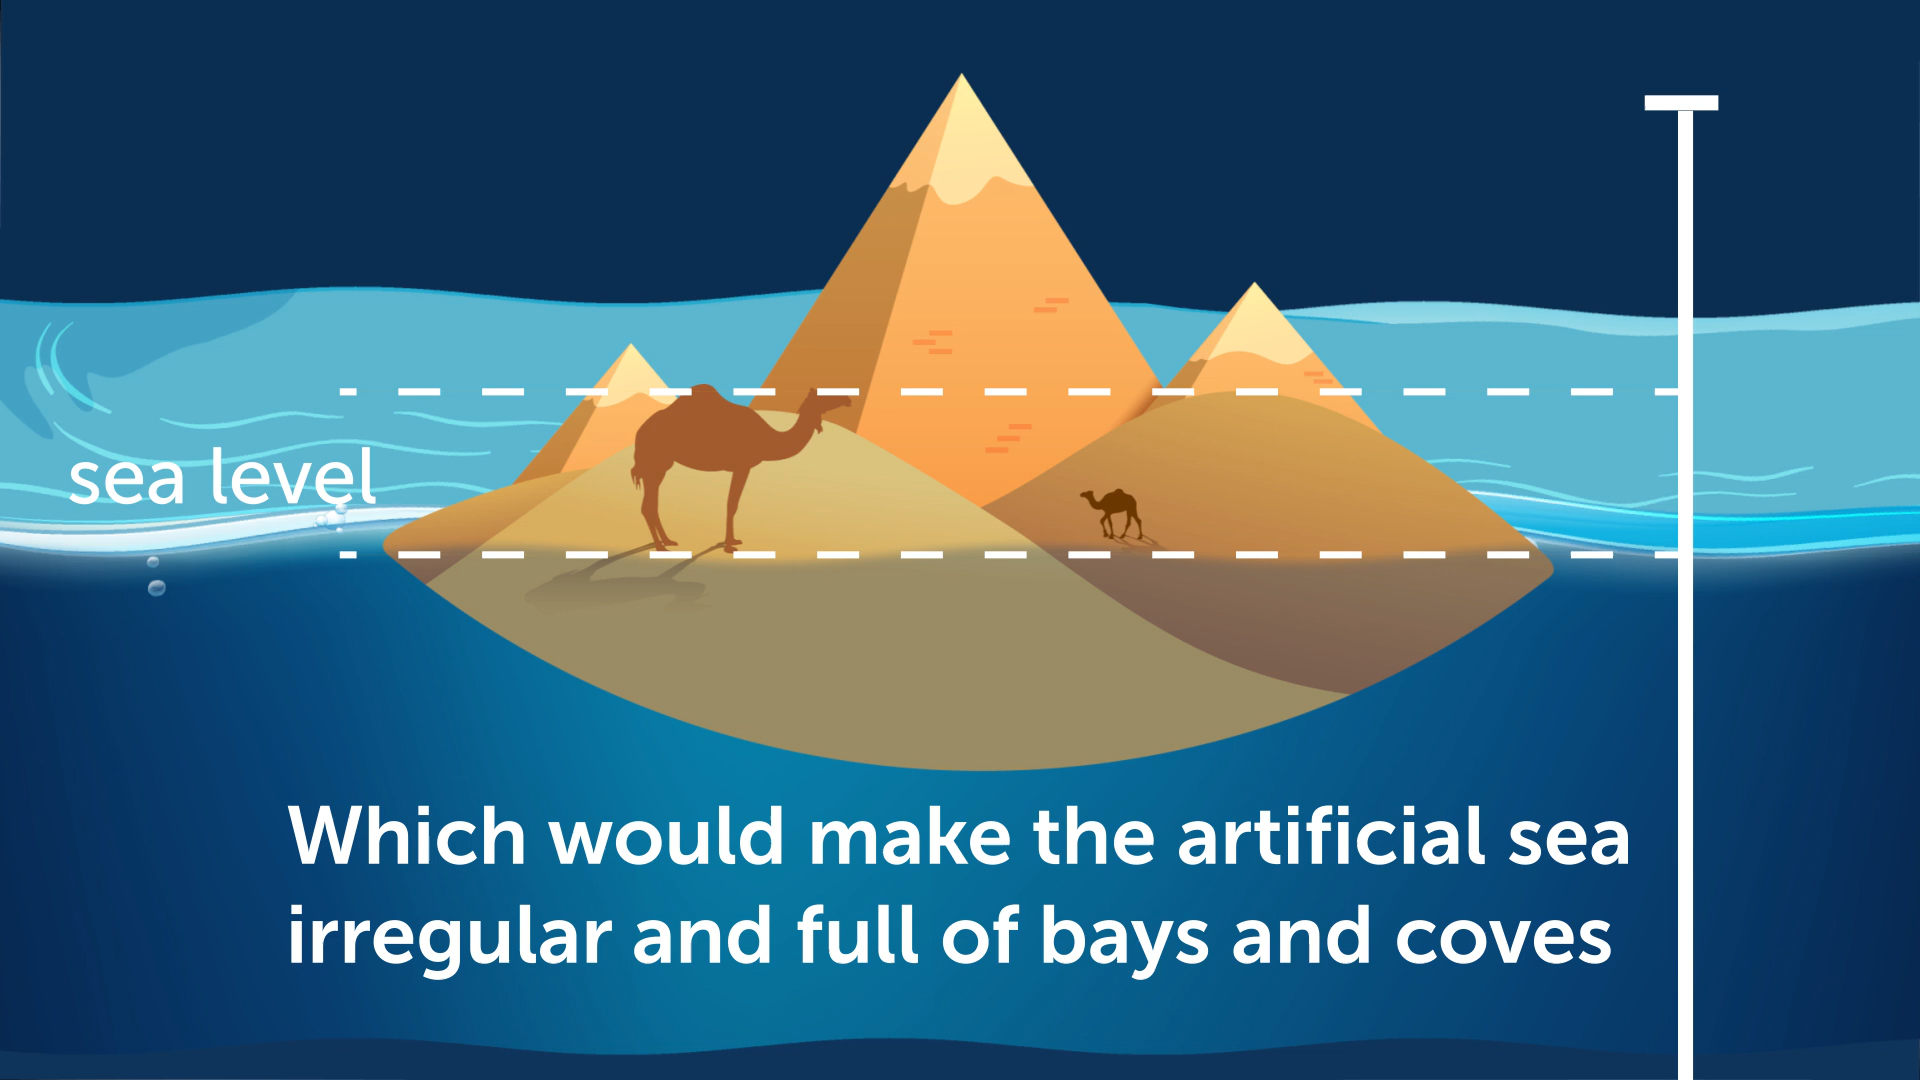 sea level
Which would make the artificial sea
irregular and full of bays and coves